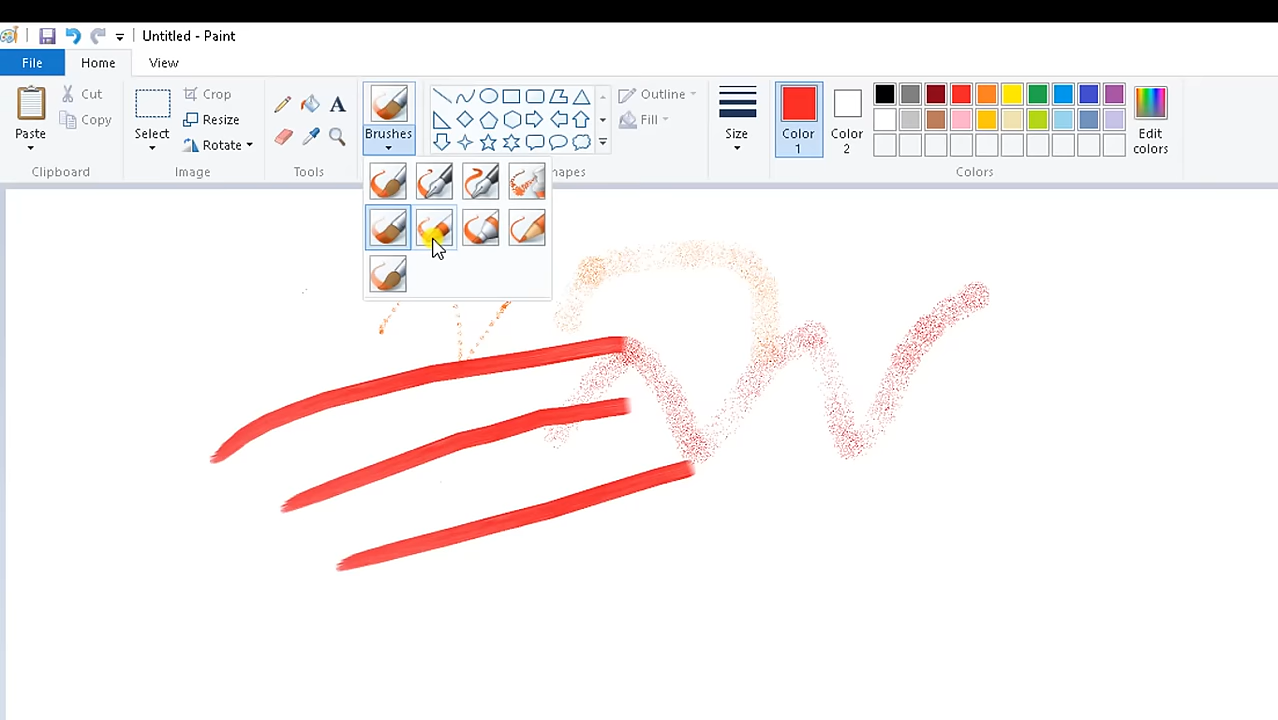 Untitled - Paint
File Home View
Paste
Cut
Copy
Clipboard
Select
Crop
Resize
Rotate
Image
A
Tools
Brushes
Outline
Fill
hapes
Size
Color
1
Color
2
Edit
colors
Colors